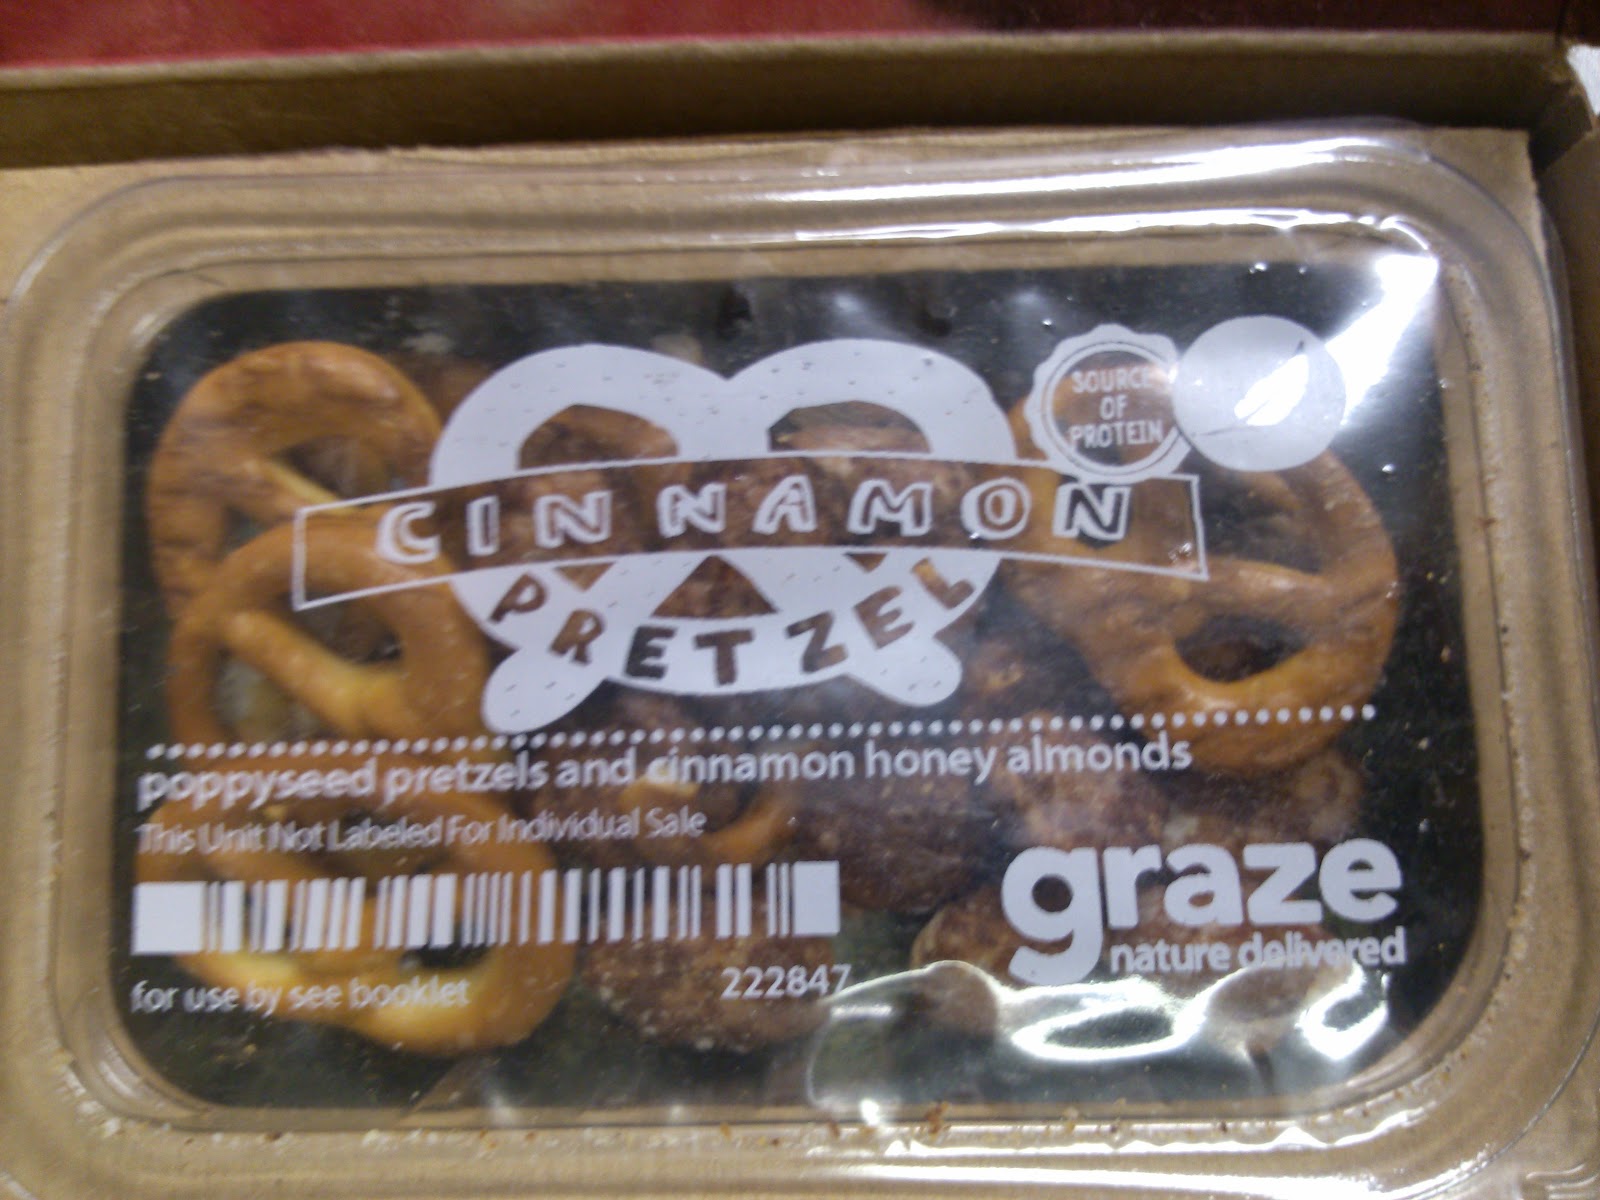 SOURCE
OF
PROTEIN
CINNAMON
PRETZEL
poppyseed pretzels and cinnamon honey almonds
This Unit Not Labeled For Individual Sale
graze
nature delivered
for use by see booklet
222847